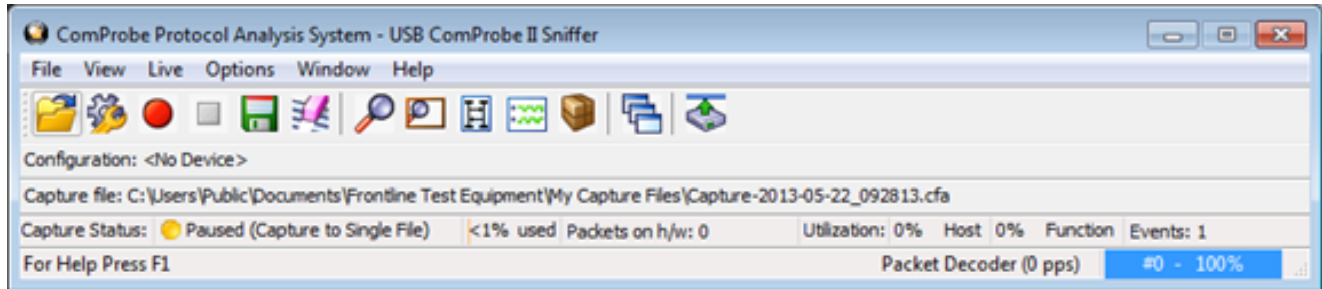 ComProbe Protocol Analysis System - USB ComProbe II Sniffer
File View Live Options Window Help
Configuration: <No Device>
Capture file: C:\Users\Public\Documents\Frontline Test Equipment\My Capture Files\Capture-2013-05-22_092813.cfa
Capture Status: Paused (Capture to Single File) <1% used Packets on h/w: 0 Utilization: 0% Host 0% Function Events: 1
For Help Press F1 Packet Decoder (0 pps) #0 - 100%